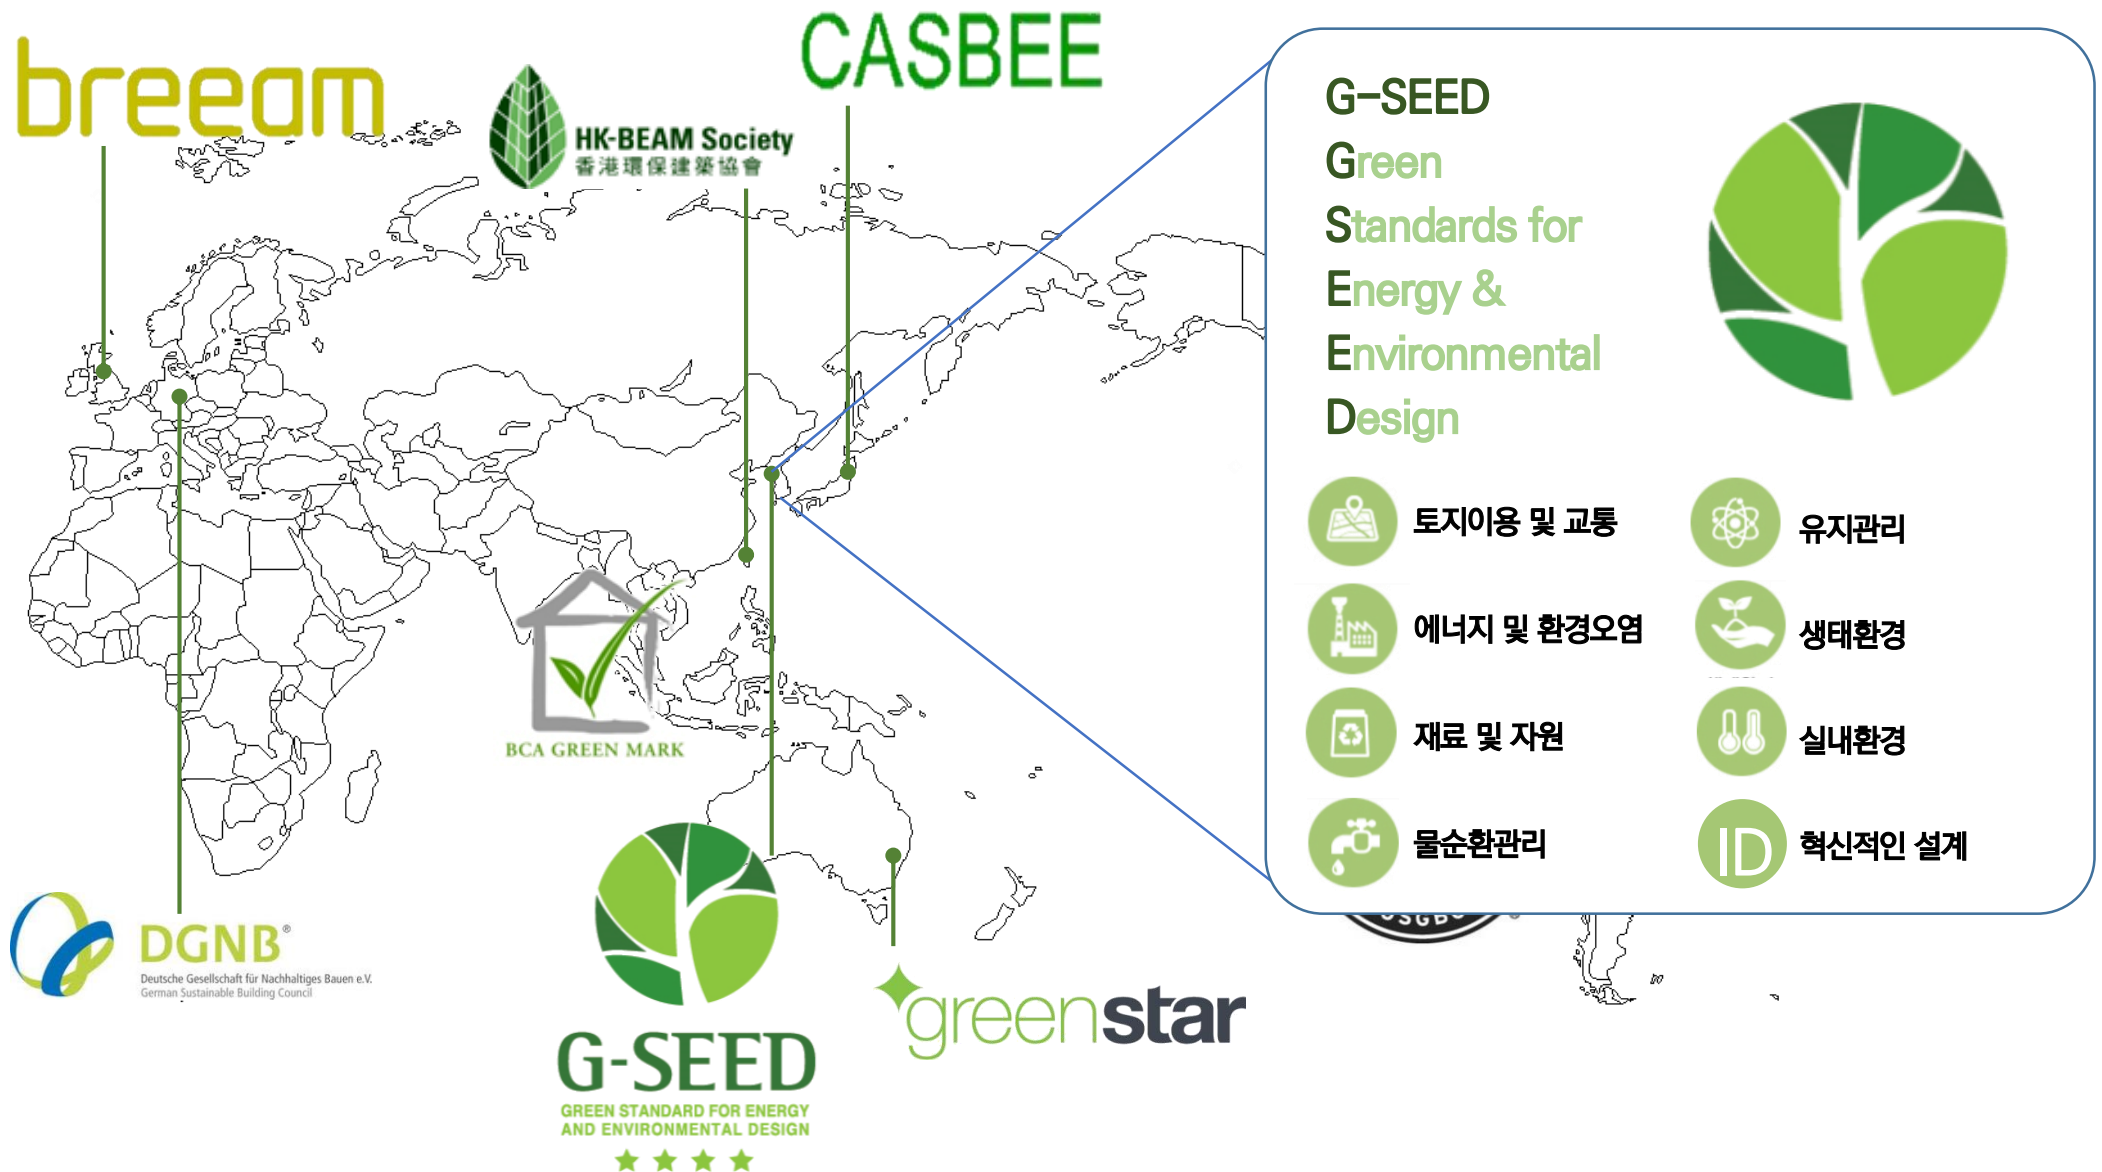 breeam
CASBEE
HK-BEAM Society
香港環保建築協會
G-SEED
Green
Standards for
Energy &
Environmental
Design
토지이용 및 교통
유지관리
에너지 및 환경오염
생태환경
재료 및 자원
실내환경
물순환관리
ID 혁신적인 설계
BCA GREEN MARK
USGBC
DGNB®
Deutsche Gesellschaft für Nachhaltiges Bauen e.V.
German Sustainable Building Council
greenstar
G-SEED
GREEN STANDARD FOR ENERGY
AND ENVIRONMENTAL DESIGN